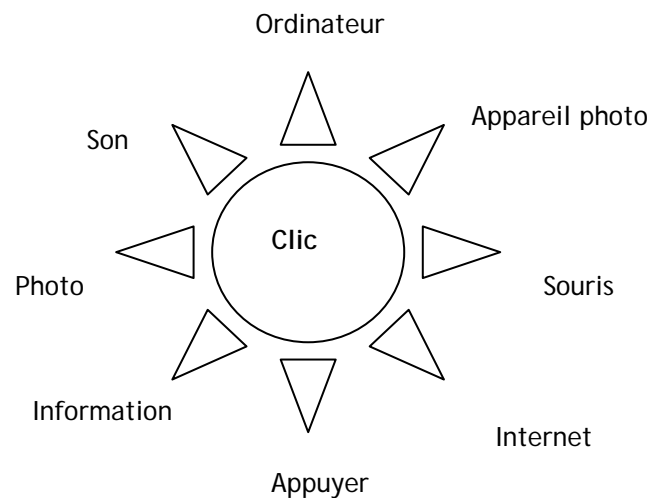 Ordinateur
Appareil photo
Son
Clic
Photo
Souris
Information
Internet
Appuyer